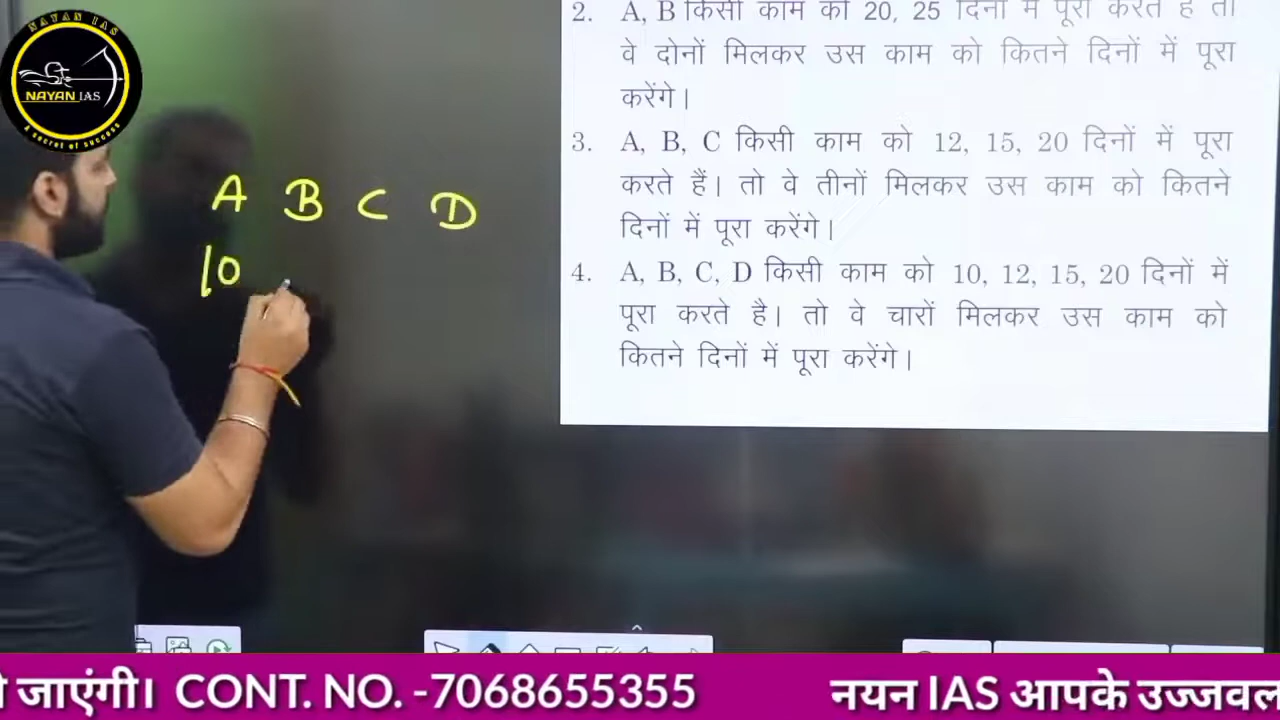 NAYAN IAS
NAYAN IAS
A secret of success
2. A, B किसी काम को 20, 25 दिनों में पूरा करते हैं तो
वे दोनों मिलकर उस काम को कितने दिनों में पूरा
करेंगे।
3. A, B, C किसी काम को 12, 15, 20 दिनों में पूरा
करते हैं। तो वे तीनों मिलकर उस काम को कितने
दिनों में पूरा करेंगे।
4. A, B, C, D किसी काम को 10, 12, 15, 20 दिनों में
पूरा करते है। तो वे चारों मिलकर उस काम को
कितने दिनों में पूरा करेंगे।
A B C D
10
जाएंगी। CONT. NO. -7068655355 नयन IAS आपके उज्जवल